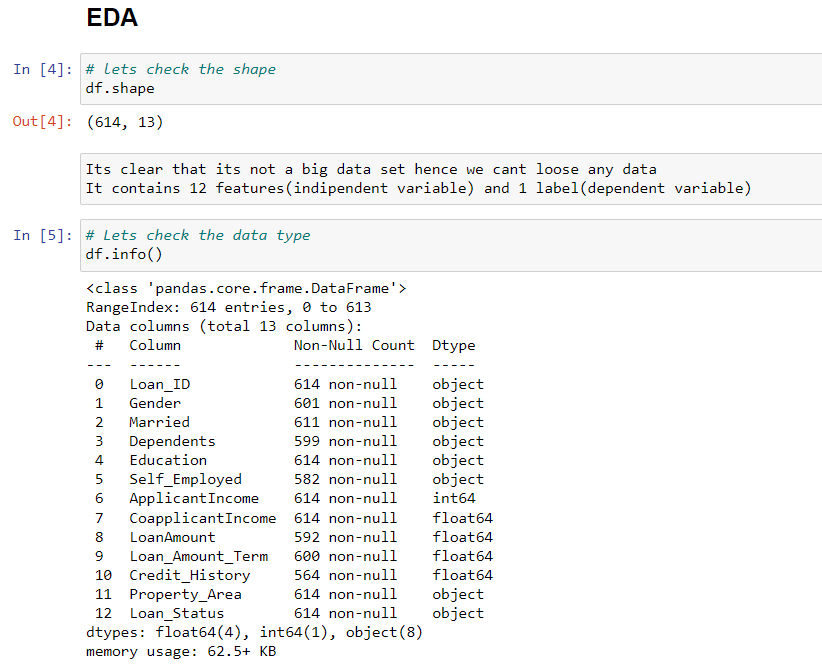 EDA
In [4]: # lets check the shape
df.shape
Out[4]: (614, 13)
Its clear that its not a big data set hence we cant loose any data
It contains 12 features(indipendent variable) and 1 label(dependent variable)
In [5]: # Lets check the data type
df.info()
<class 'pandas.core.frame.DataFrame'>
RangeIndex: 614 entries, 0 to 613
Data columns (total 13 columns):
 #   Column             Non-Null Count  Dtype
---  ------             --------------  -----
 0   Loan_ID            614 non-null    object
 1   Gender             601 non-null    object
 2   Married            611 non-null    object
 3   Dependents         599 non-null    object
 4   Education          614 non-null    object
 5   Self_Employed      582 non-null    object
 6   ApplicantIncome    614 non-null    int64
 7   CoapplicantIncome  614 non-null    float64
 8   LoanAmount         592 non-null    float64
 9   Loan_Amount_Term   600 non-null    float64
 10  Credit_History     564 non-null    float64
 11  Property_Area      614 non-null    object
 12  Loan_Status        614 non-null    object
dtypes: float64(4), int64(1), object(8)
memory usage: 62.5+ KB